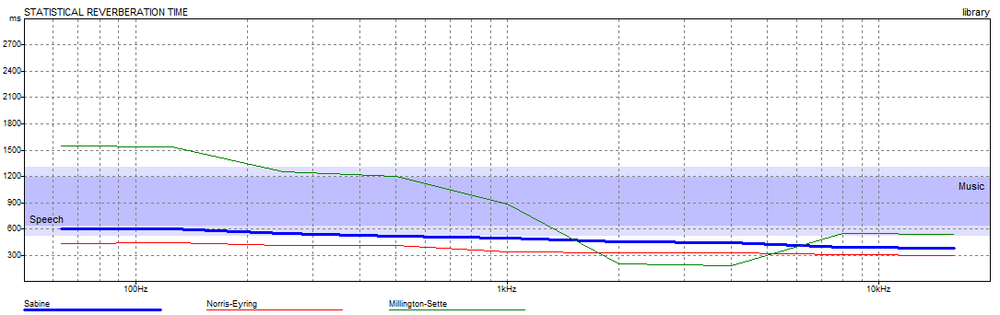 STATISTICAL REVERBERATION TIME library
ms
2700
2400
2100
1800
1500
1200
Music
900
Speech
600
300
100Hz 1kHz 10kHz
Sabine Norris-Eyring Millington-Sette